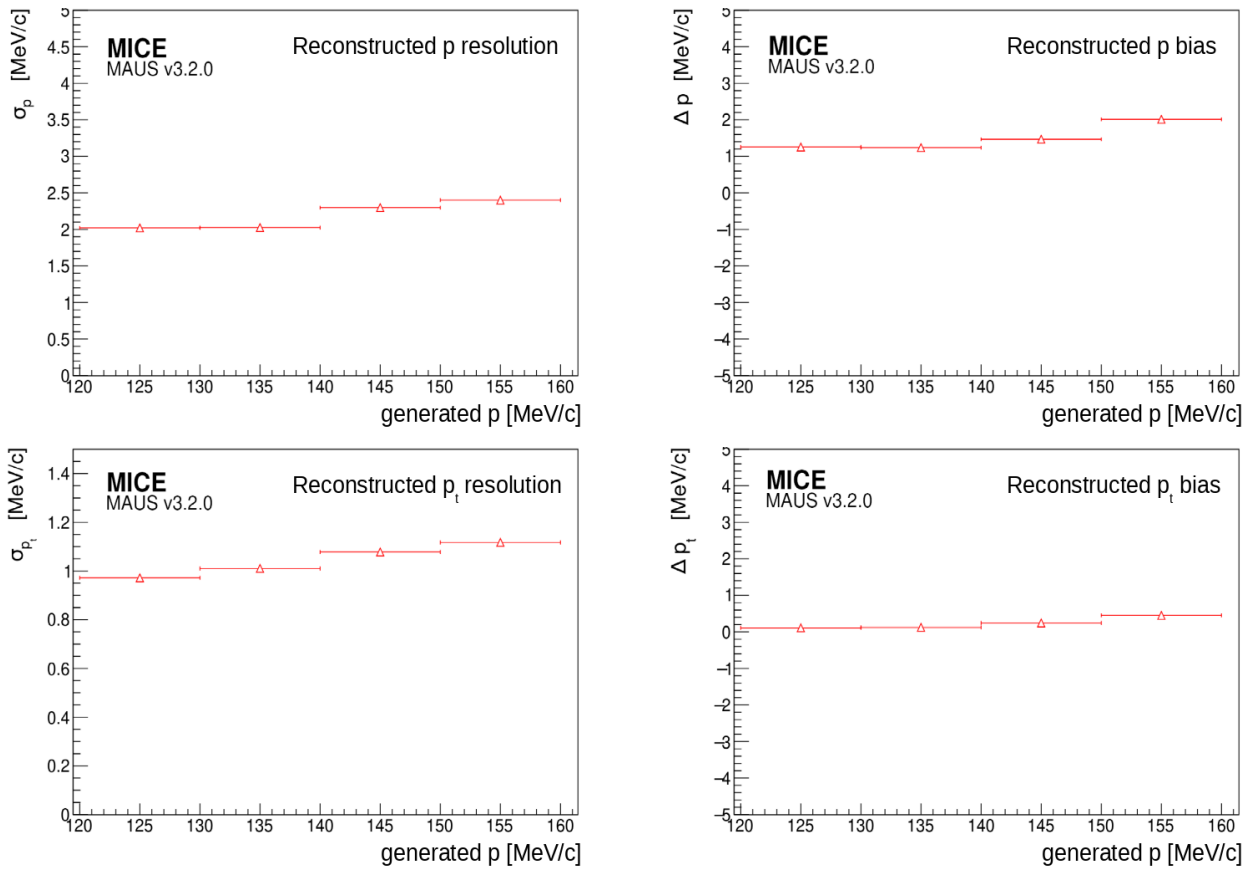 σp [MeV/c]
MICE
MAUS v3.2.0
Reconstructed p resolution
5
4.5
4
3.5
3
2.5
2
1.5
1
0.5
0
120 125 130 135 140 145 150 155 160
generated p [MeV/c]
Δ p [MeV/c]
MICE
MAUS v3.2.0
Reconstructed p bias
5
4
3
2
1
0
−1
−2
−3
−4
−5
120 125 130 135 140 145 150 155 160
generated p [MeV/c]
σpt [MeV/c]
MICE
MAUS v3.2.0
Reconstructed pt resolution
1.4
1.2
1
0.8
0.6
0.4
0.2
0
120 125 130 135 140 145 150 155 160
generated p [MeV/c]
Δ pt [MeV/c]
MICE
MAUS v3.2.0
Reconstructed pt bias
5
4
3
2
1
0
−1
−2
−3
−4
−5
120 125 130 135 140 145 150 155 160
generated p [MeV/c]